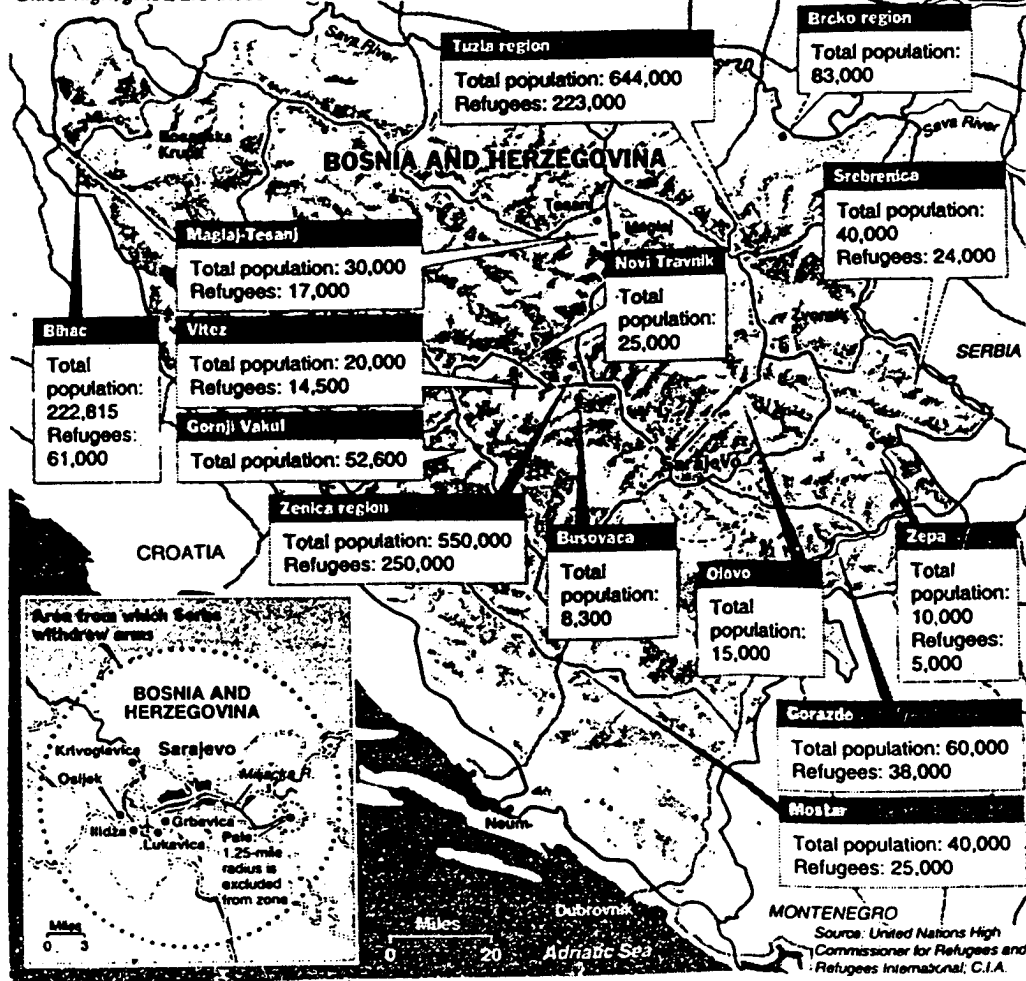 Brcko region
Total population:
83,000
Sava River
Tuzla region
Total population: 644,000
Refugees: 223,000
Sava River
Bosanska
Krupa
BOSNIA AND HERZEGOVINA
Srebrenica
Total population:
40,000
Refugees: 24,000
Tesanj
Maglaj
Maglaj-Tesanj
Total population: 30,000
Refugees: 17,000
Novi Travnik
Total
population:
25,000
Zvornik
SERBIA
Bihac
Total
population:
222,815
Refugees:
61,000
Vitez
Total population: 20,000
Refugees: 14,500
Gornji Vakuf
Total population: 52,600
Sarajevo
Zenica region
Total population: 550,000
Refugees: 250,000
CROATIA
Busovaca
Total
population:
8,300
Olovo
Total
population:
15,000
Zepa
Total
population:
10,000
Refugees:
5,000
Gorazde
Total population: 60,000
Refugees: 38,000
Mostar
Total population: 40,000
Refugees: 25,000
Area from which Serbs
withdrew arms
BOSNIA AND
HERZEGOVINA
Krivoglavica
Sarajevo
Osijek
Miljacka R.
Ilidza
Grbavica
Lukavica
Pale
1.25-mile
radius is
excluded
from zone
Miles
0 3
Neum
Dubrovnik
Miles
0 20
Adriatic Sea
MONTENEGRO
Source: United Nations High
Commissioner for Refugees and
Refugees International; C.I.A.